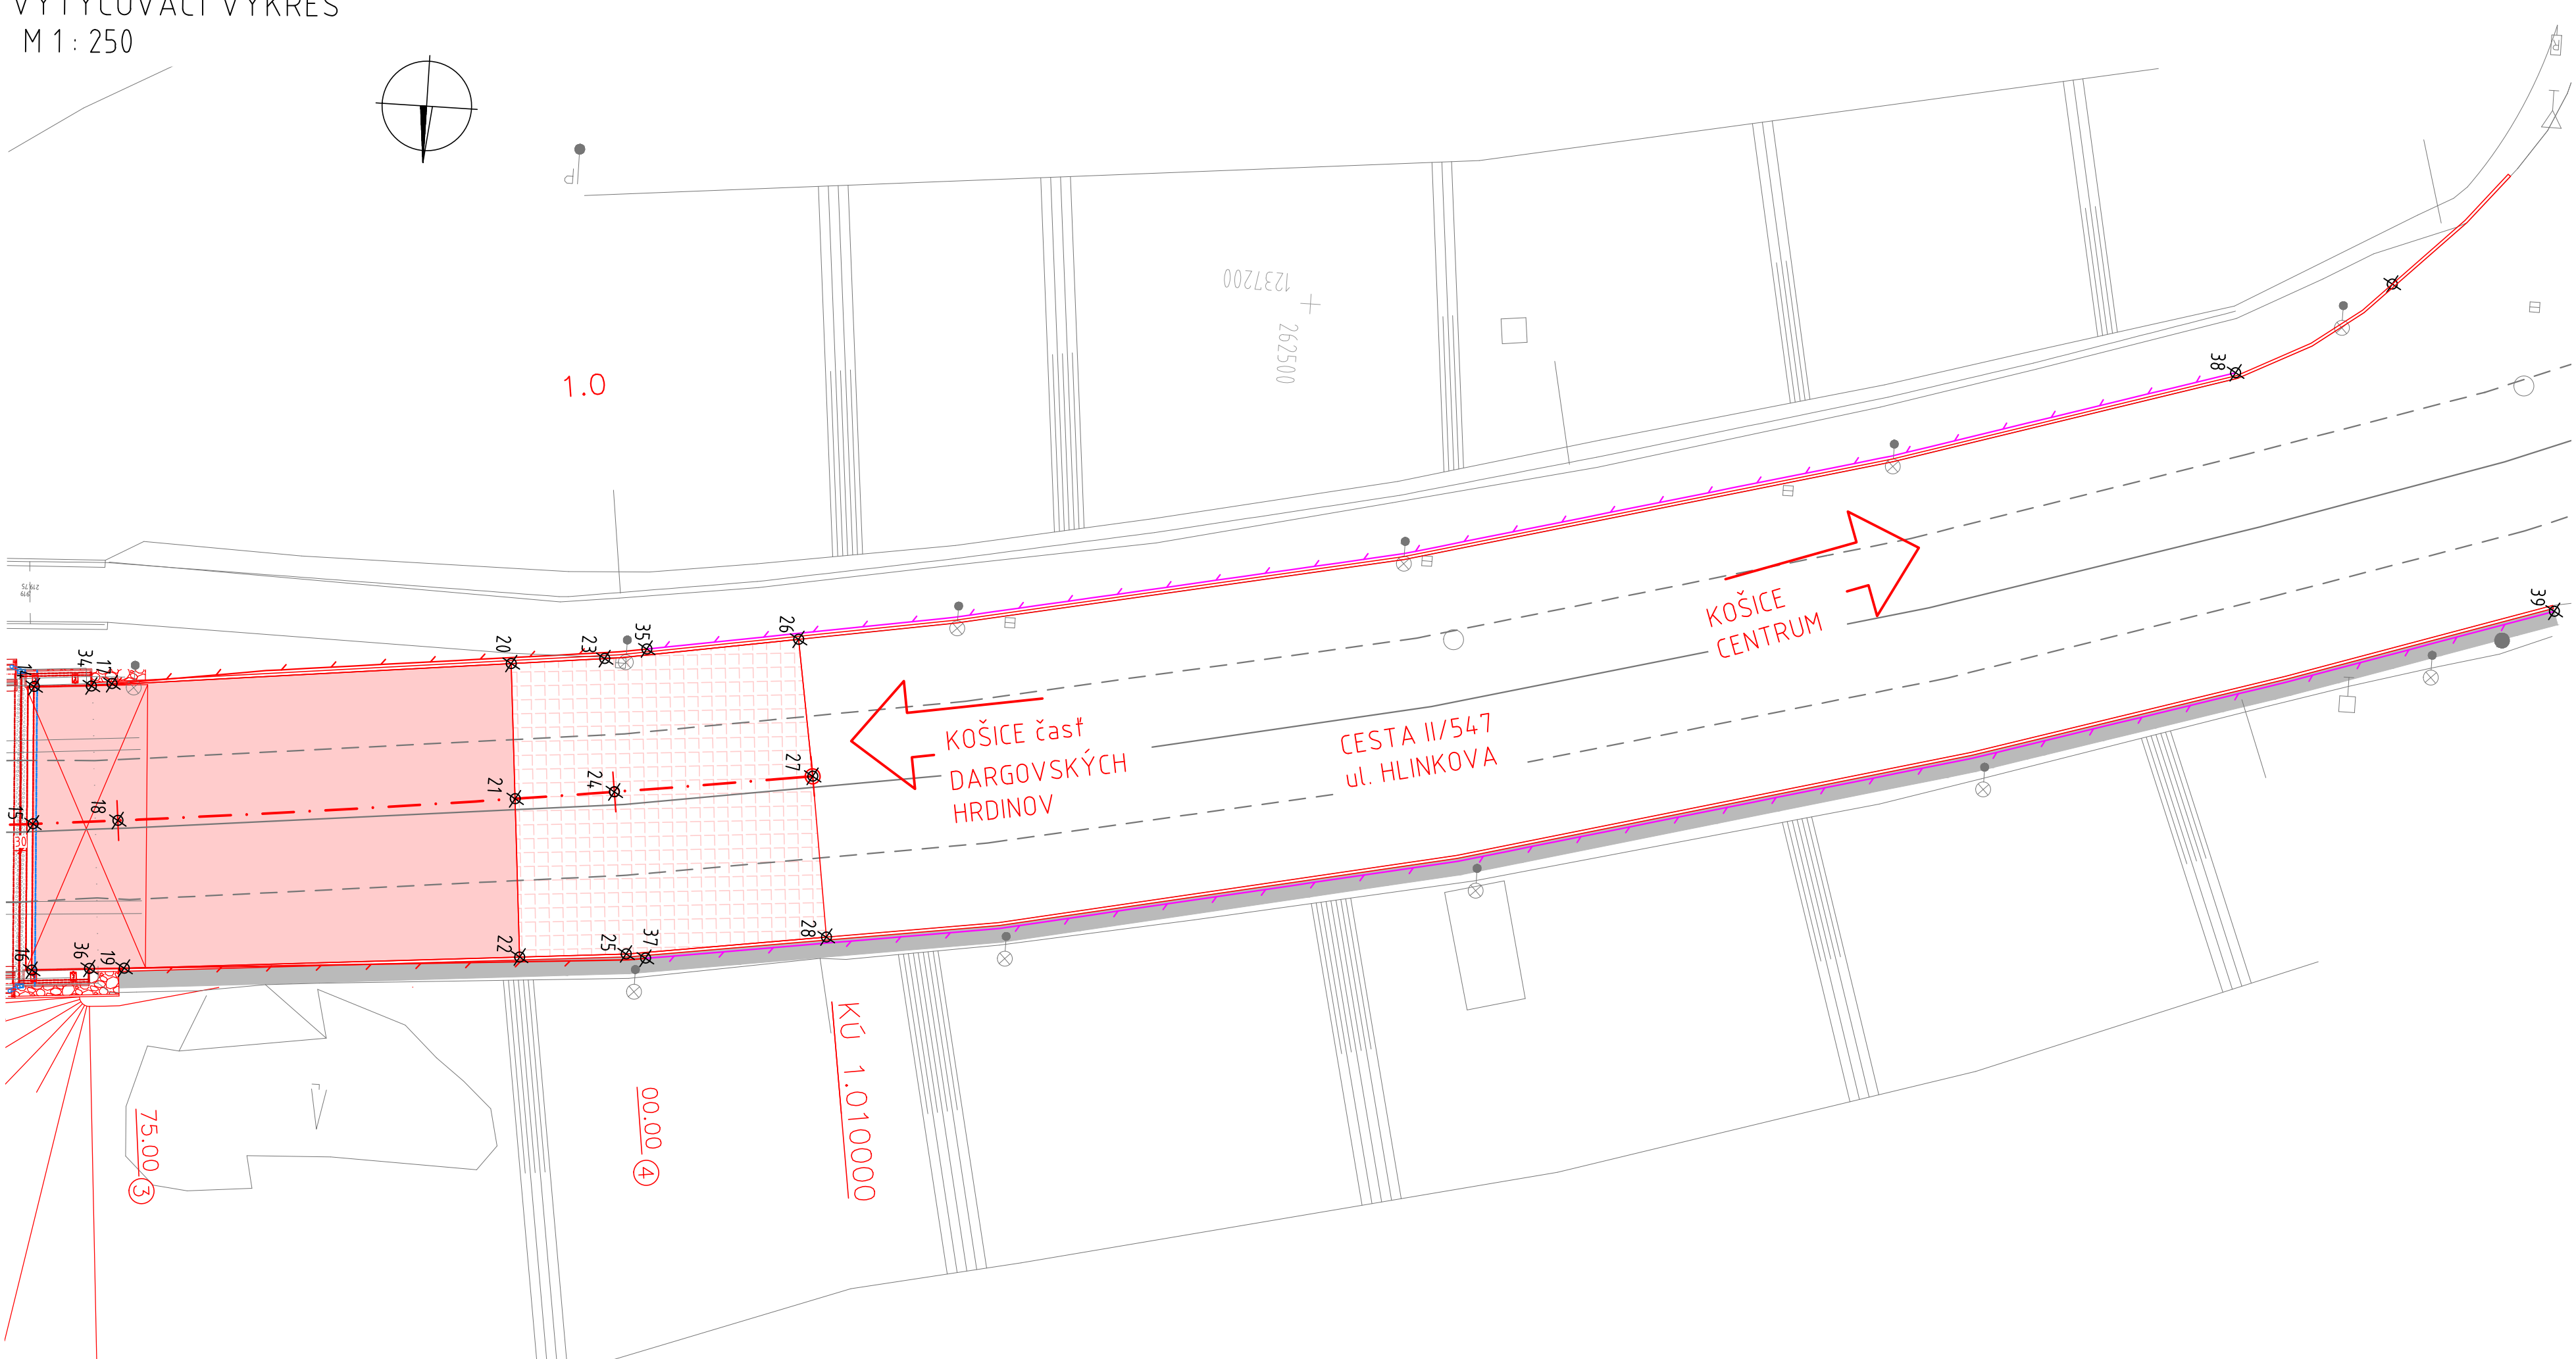 VYTYČOVACÍ VÝKRES
M 1 : 250
P
R
1.0
1237200
262500
38
39
35
26
23
20
34
17
14
27
24
21
18
15
30
KOŠICE
CENTRUM
KOŠICE časť
DARGOVSKÝCH
HRDINOV
CESTA II/547
ul. HLINKOVA
28
37
25
22
19
36
16
KÚ 1.010000
00.00 4
75.00 3